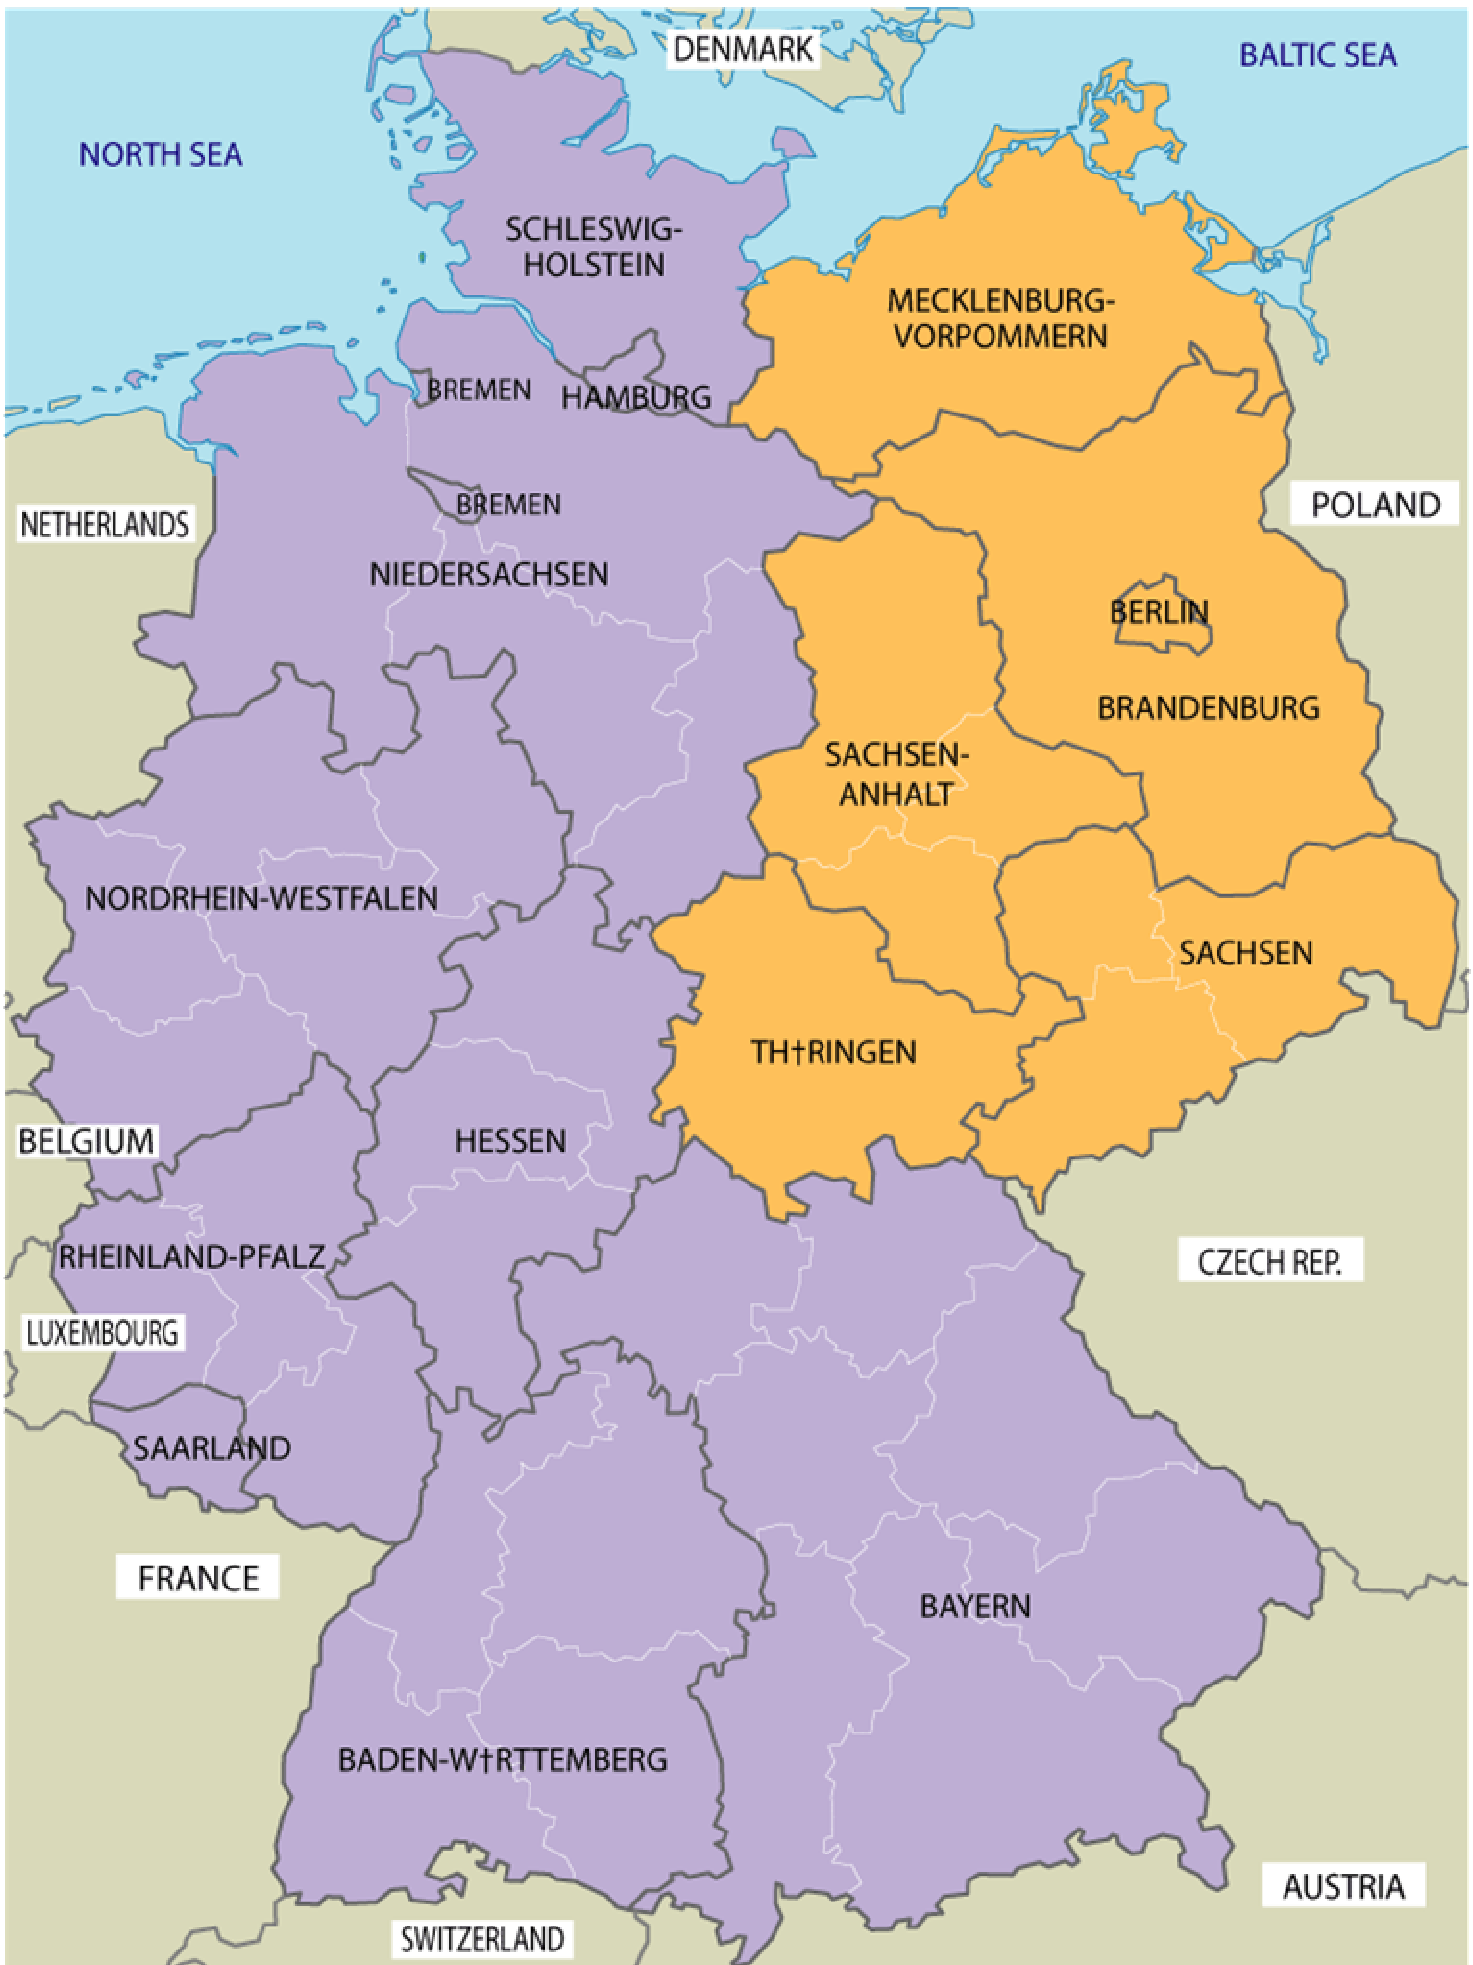 DENMARK
BALTIC SEA
NORTH SEA
SCHLESWIG-
HOLSTEIN
MECKLENBURG-
VORPOMMERN
BREMEN
HAMBURG
BREMEN
POLAND
NETHERLANDS
NIEDERSACHSEN
BERLIN
BRANDENBURG
SACHSEN-
ANHALT
NORDRHEIN-WESTFALEN
SACHSEN
TH†RINGEN
BELGIUM
HESSEN
RHEINLAND-PFALZ
CZECH REP.
LUXEMBOURG
SAARLAND
FRANCE
BAYERN
BADEN-W†RTTEMBERG
AUSTRIA
SWITZERLAND